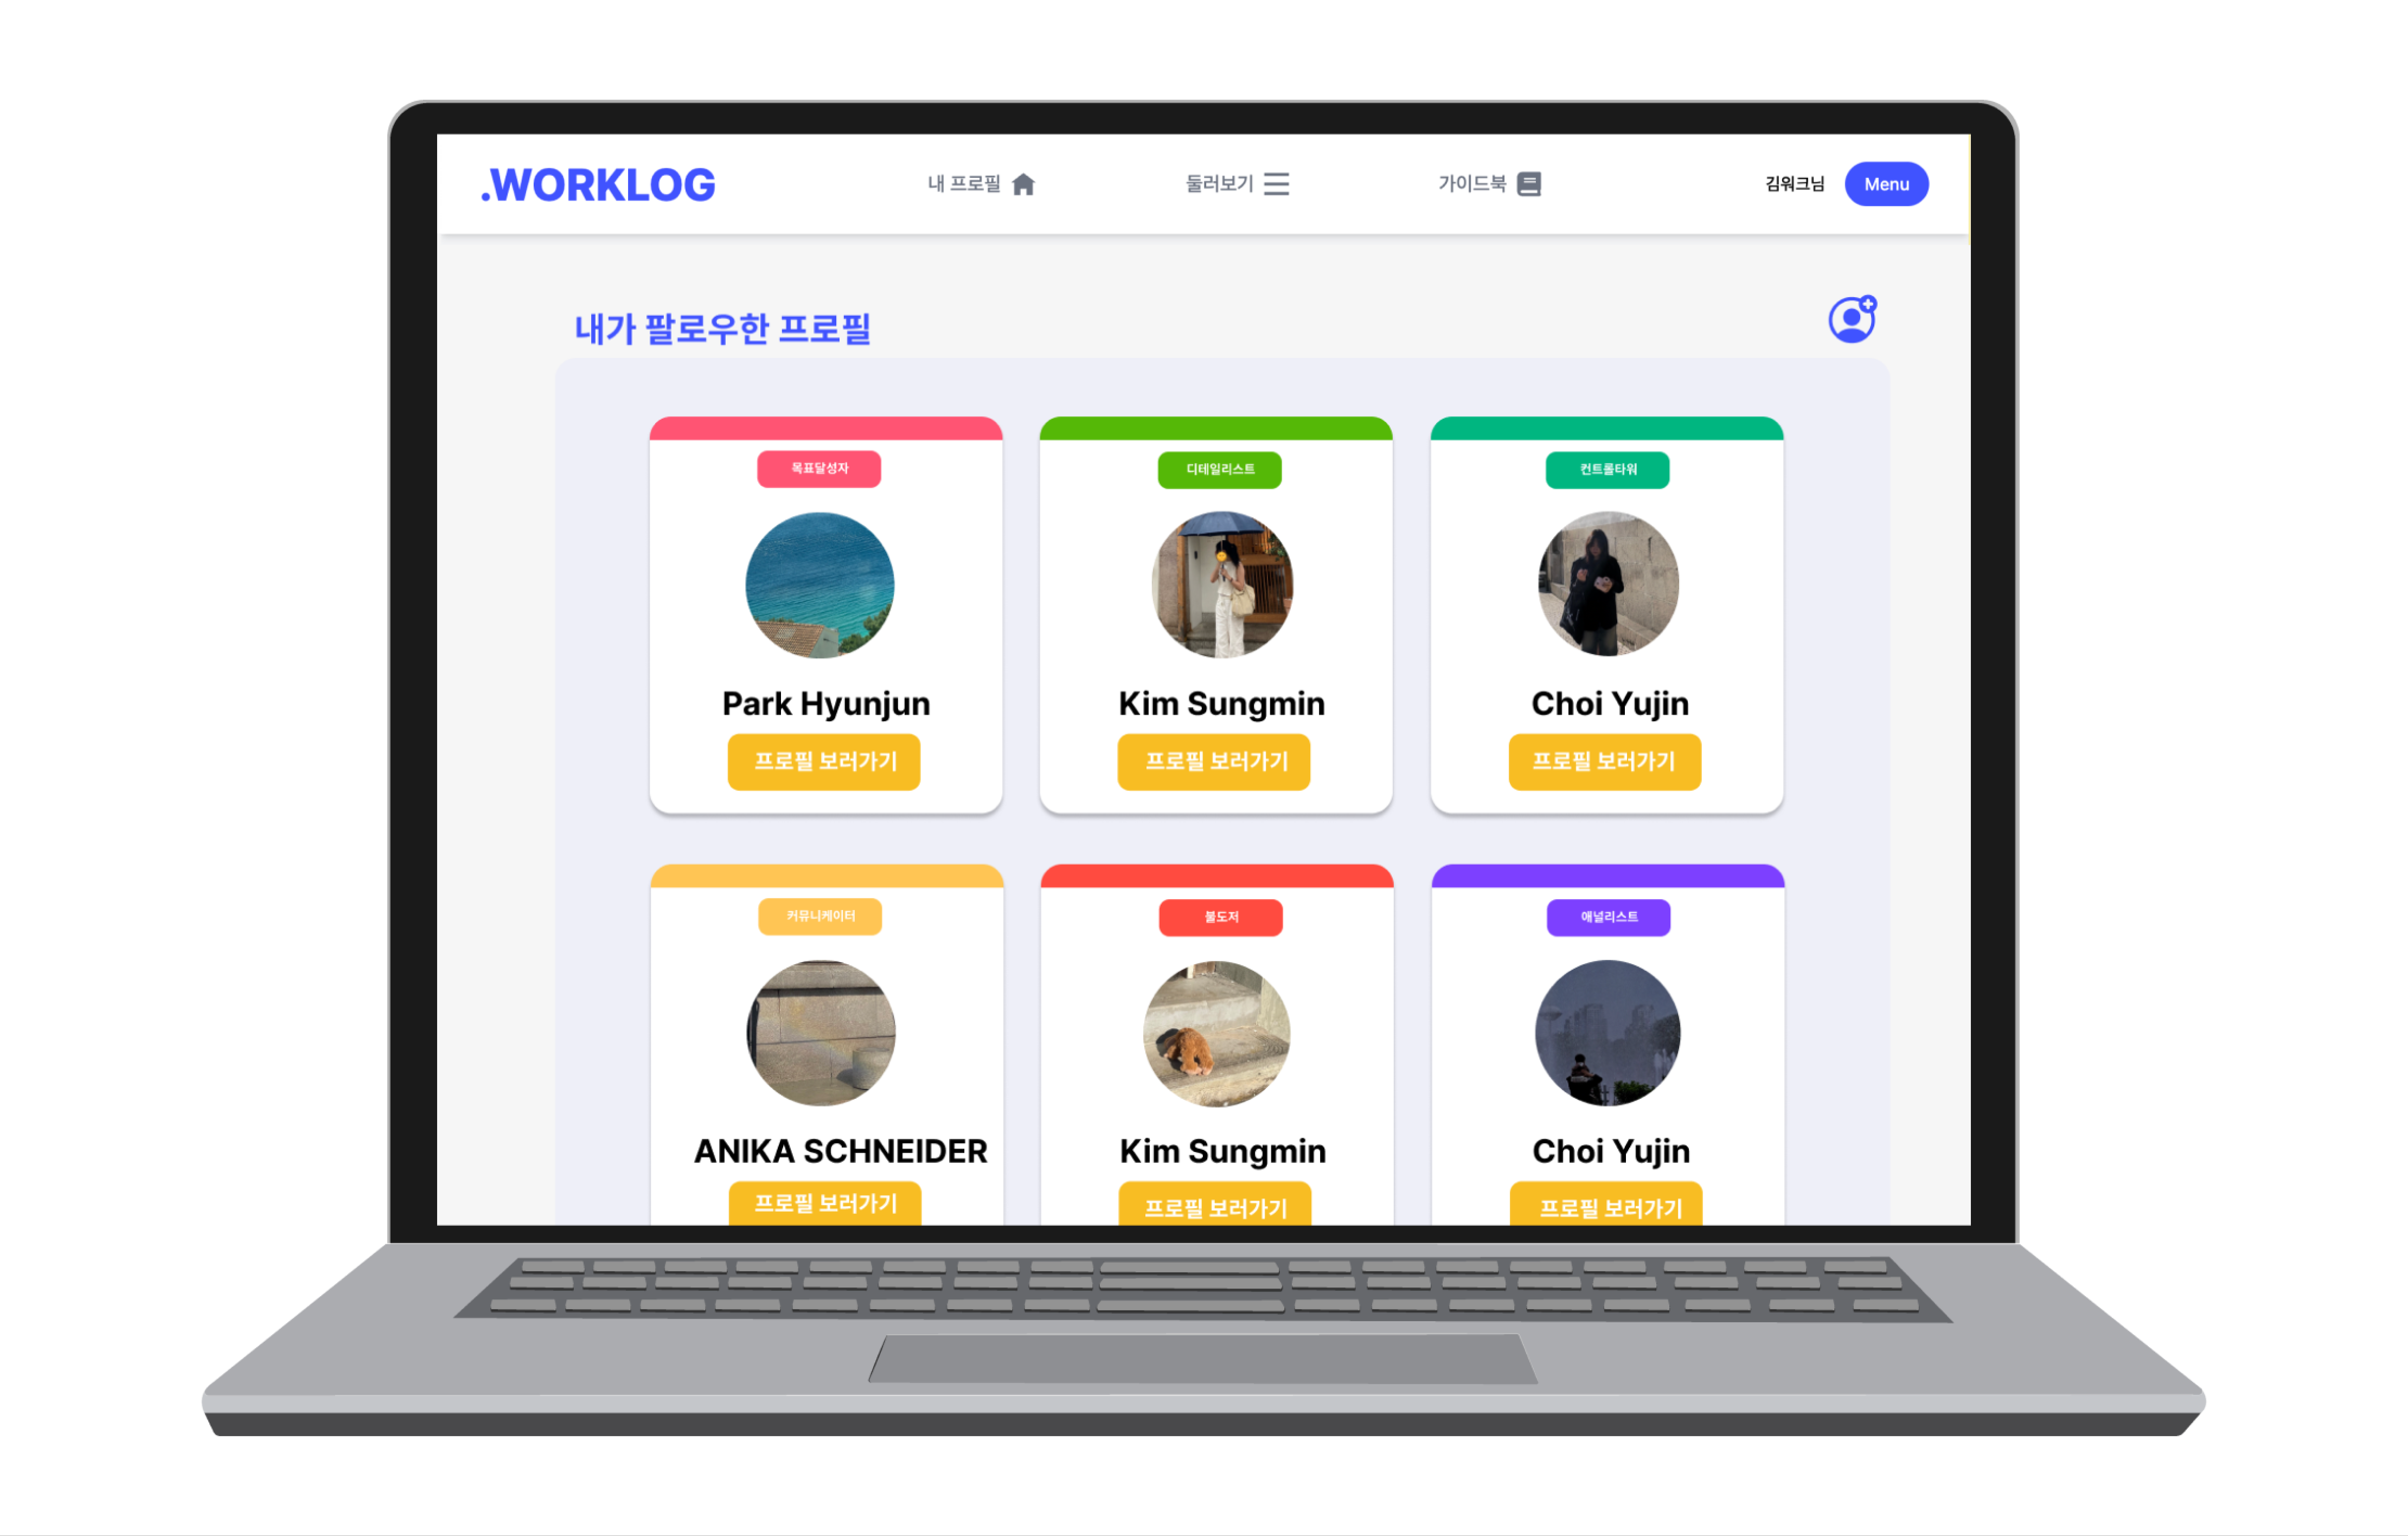 .WORKLOG
내 프로필
둘러보기
가이드북
김워크님
Menu
내가 팔로우한 프로필
목표달성자
디테일리스트
컨트롤타워
Park Hyunjun
Kim Sungmin
Choi Yujin
프로필 보러가기
프로필 보러가기
프로필 보러가기
커뮤니케이터
불도저
애널리스트
ANIKA SCHNEIDER
Kim Sungmin
Choi Yujin
프로필 보러가기
프로필 보러가기
프로필 보러가기